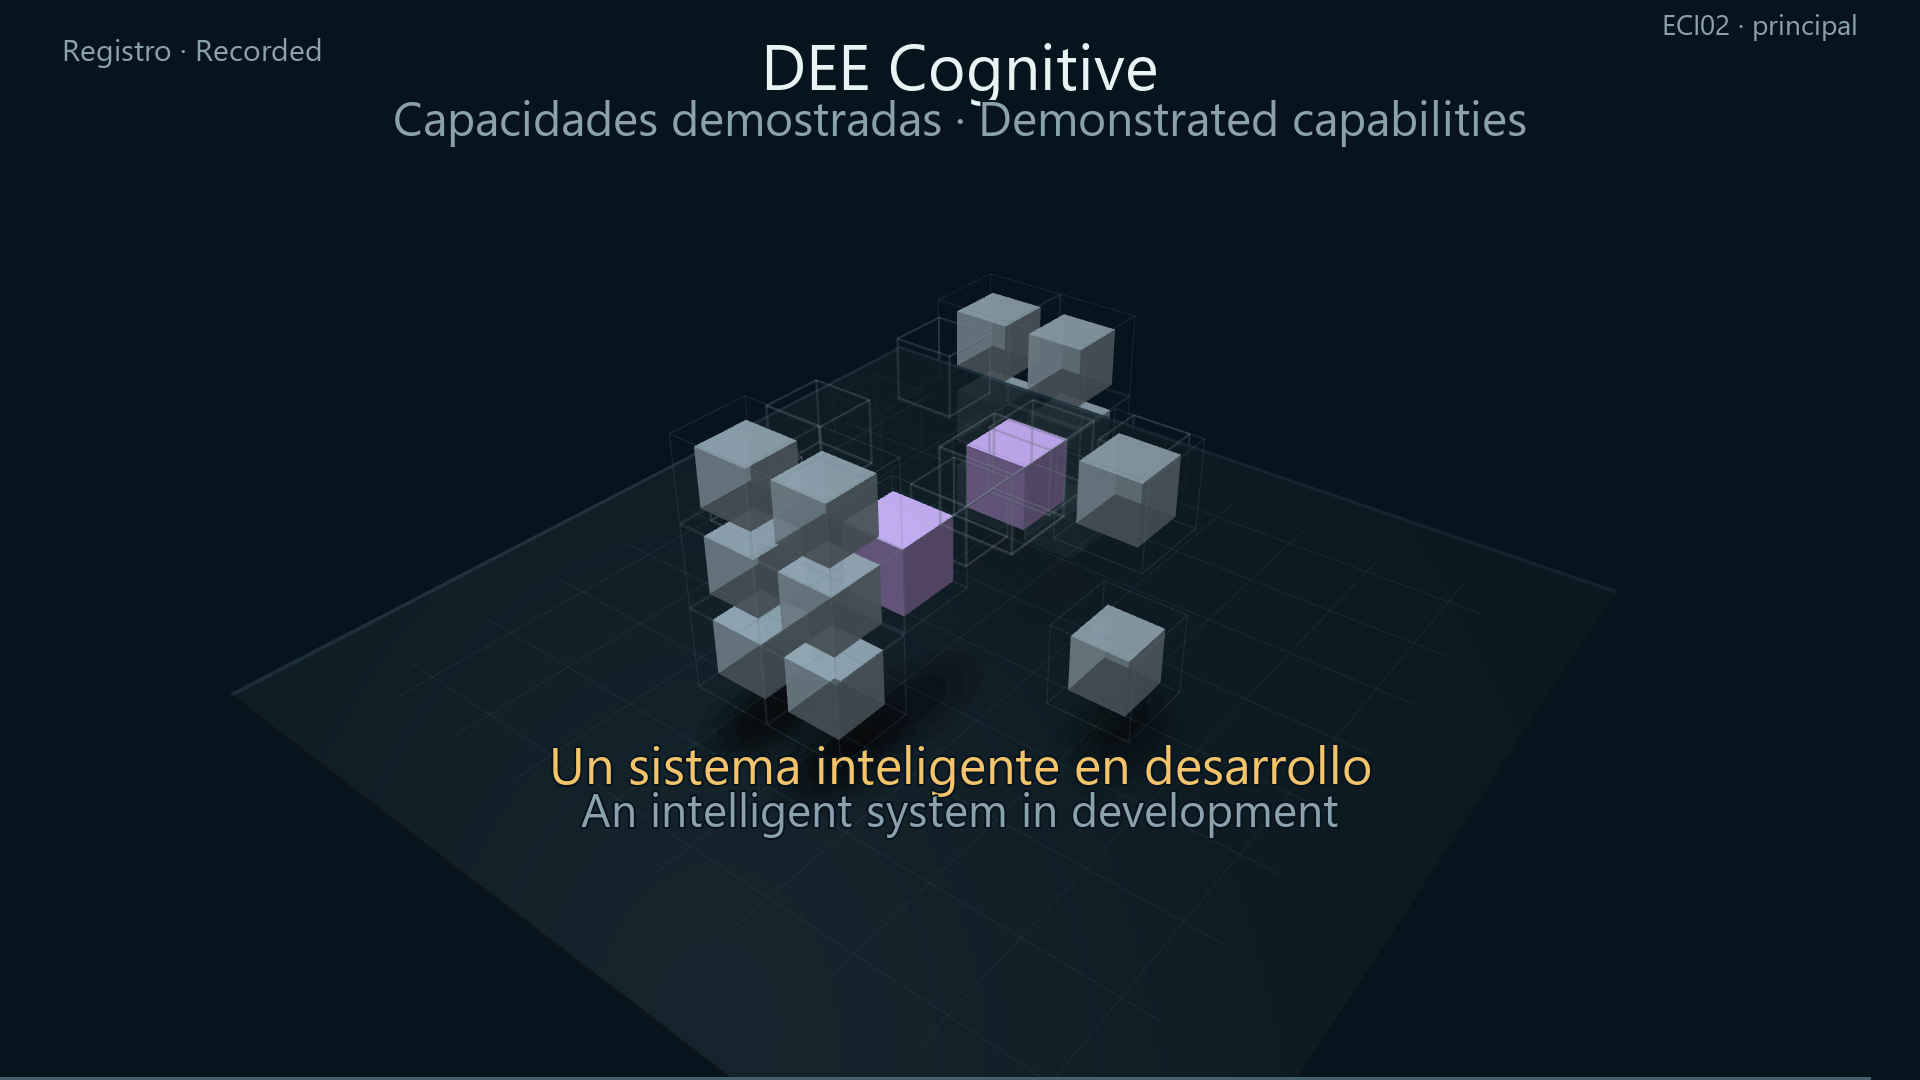 Registro · Recorded
ECI02 · principal
DEE Cognitive
Capacidades demostradas · Demonstrated capabilities
Un sistema inteligente en desarrollo
An intelligent system in development